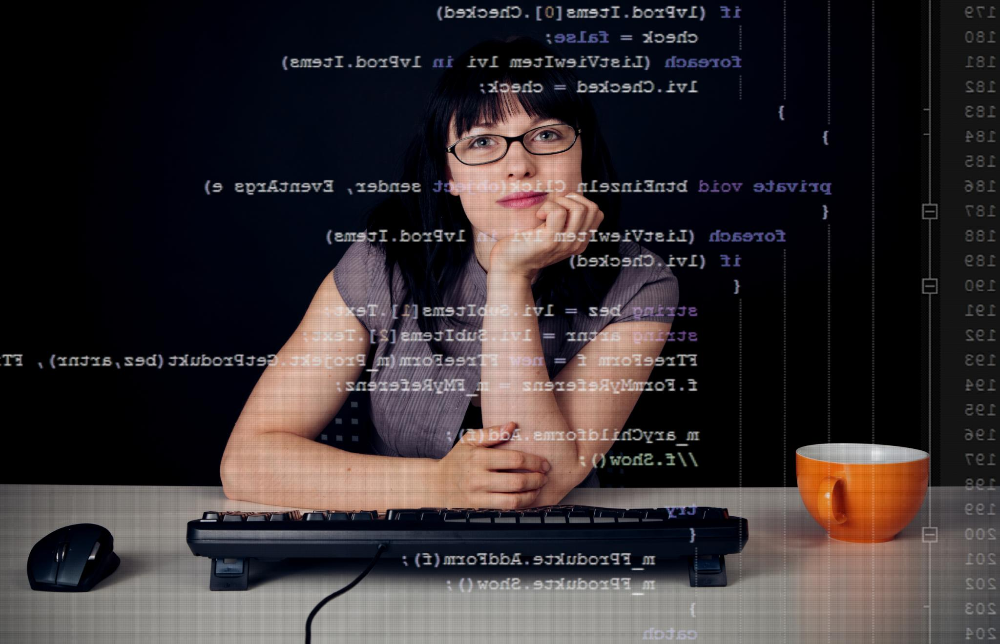 179 if (lvProd.Items[0].Checked)
180 check = false;
181 foreach (ListViewItem lvi in lvProd.Items)
182 lvi.Checked = check;
183 }
184 }
185
186 private void btnEinzeln_Click(object sender, EventArgs e)
187 {
188 foreach (ListViewItem lvi in lvProd.Items)
189 if (lvi.Checked)
190 {
191 string bez = lvi.SubItems[1].Text;
192 string artnr = lvi.SubItems[2].Text;
193 FTreeForm f = new FTreeForm(m_Projekt.GetProdukt(bez,artnr), FTr
194 f.FormMyReferenz = m_FMyReferenz;
195
196 m_aryChildforms.Add(f);
197 //f.Show();
198
199 try
200 {
201 m_FProdukte.AddForm(f);
202 m_FProdukte.Show();
203 }
204 catch